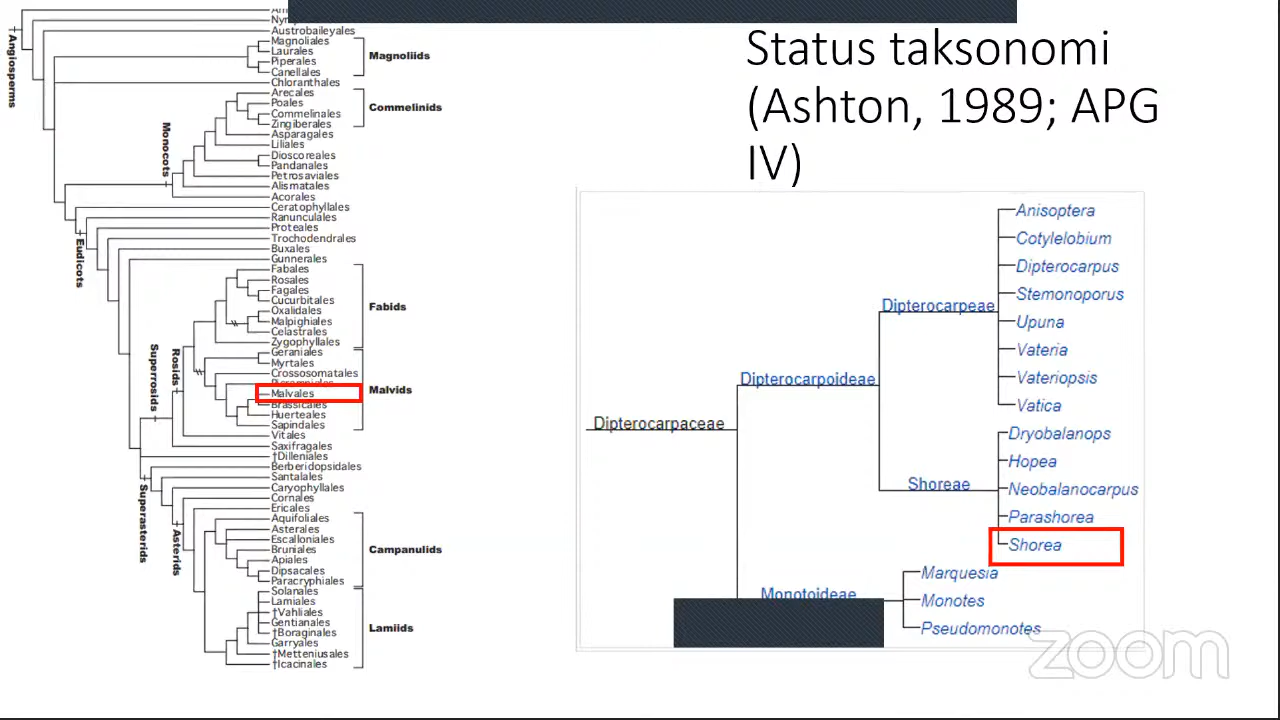 Status taksonomi
(Ashton, 1989; APG
IV)
Austrobaileyales
Magnoliales
Laurales
Piperales
Canellales
Chloranthales
Arecales
Poales
Commelinales
Zingiberales
Asparagales
Liliales
Dioscoreales
Pandanales
Petrosaviales
Alismatales
Acorales
Ceratophyllales
Ranunculales
Proteales
Trochodendrales
Buxales
Gunnerales
Fabales
Rosales
Fagales
Cucurbitales
Oxalidales
Malpighiales
Celastrales
Zygophyllales
Geraniales
Myrtales
Crossosomatales
Malvales
Brassicales
Huerteales
Sapindales
Vitales
Saxifragales
†Dilleniales
Berberidopsidales
Santalales
Caryophyllales
Cornales
Ericales
Aquifoliales
Asterales
Escalloniales
Bruniales
Apiales
Dipsacales
Paracryphiales
Solanales
Lamiales
†Vahliales
Gentianales
†Boraginales
Garryales
†Metteniusales
†Icacinales
Angiosperms
Monocots
Eudicots
Superrosids
Rosids
Superasterids
Asterids
Magnoliids
Commelinids
Fabids
Malvids
Campanulids
Lamiids
Dipterocarpaceae
Dipterocarpoideae
Dipterocarpeae
Anisoptera
Cotylelobium
Dipterocarpus
Stemonoporus
Upuna
Vateria
Vateriopsis
Vatica
Shoreae
Dryobalanops
Hopea
Neobalanocarpus
Parashorea
Shorea
Monotoideae
Marquesia
Monotes
Pseudomonotes
zoom